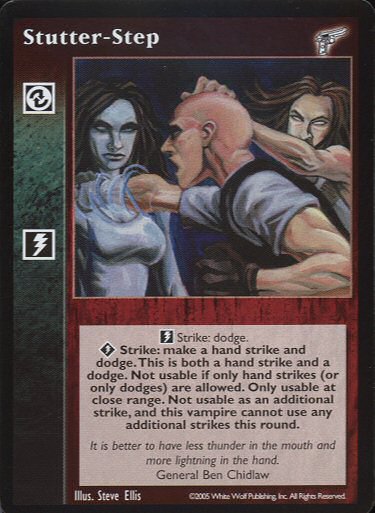 Stutter-Step
Strike: dodge.
Strike: make a hand strike and
dodge. This is both a hand strike and a
dodge. Not usable if only hand strikes (or
only dodges) are allowed. Only usable at
close range. Not usable as an additional
strike, and this vampire cannot use any
additional strikes this round.
It is better to have less thunder in the mouth and
more lightning in the hand.
General Ben Chidlaw
Illus. Steve Ellis
©2005 White Wolf Publishing, Inc. All Rights Reserved.